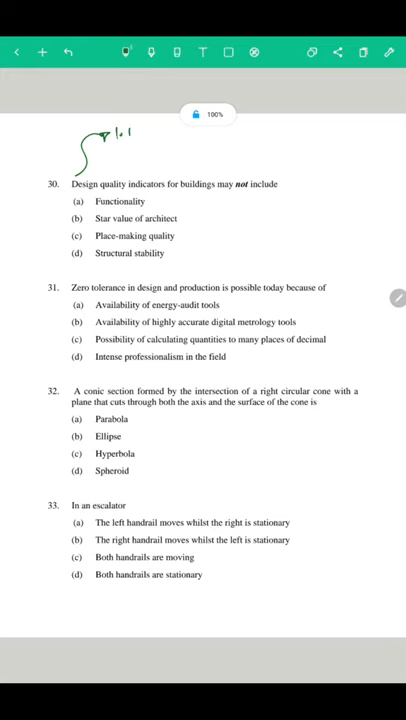 100%
30. Design quality indicators for buildings may not include
(a) Functionality
(b) Star value of architect
(c) Place-making quality
(d) Structural stability
31. Zero tolerance in design and production is possible today because of
(a) Availability of energy-audit tools
(b) Availability of highly accurate digital metrology tools
(c) Possibility of calculating quantities to many places of decimal
(d) Intense professionalism in the field
32. A conic section formed by the intersection of a right circular cone with a
plane that cuts through both the axis and the surface of the cone is
(a) Parabola
(b) Ellipse
(c) Hyperbola
(d) Spheroid
33. In an escalator
(a) The left handrail moves whilst the right is stationary
(b) The right handrail moves whilst the left is stationary
(c) Both handrails are moving
(d) Both handrails are stationary